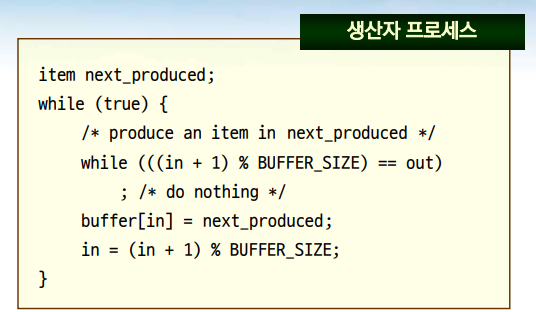 생산자 프로세스
item next_produced;
while (true) {
/* produce an item in next_produced */
while (((in + 1) % BUFFER_SIZE) == out)
; /* do nothing */
buffer[in] = next_produced;
in = (in + 1) % BUFFER_SIZE;
}